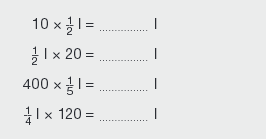 10 × 1/2 l = ................ l
1/2 l × 20 = ................ l
400 × 1/5 l = ................ l
1/4 l × 120 = ................ l